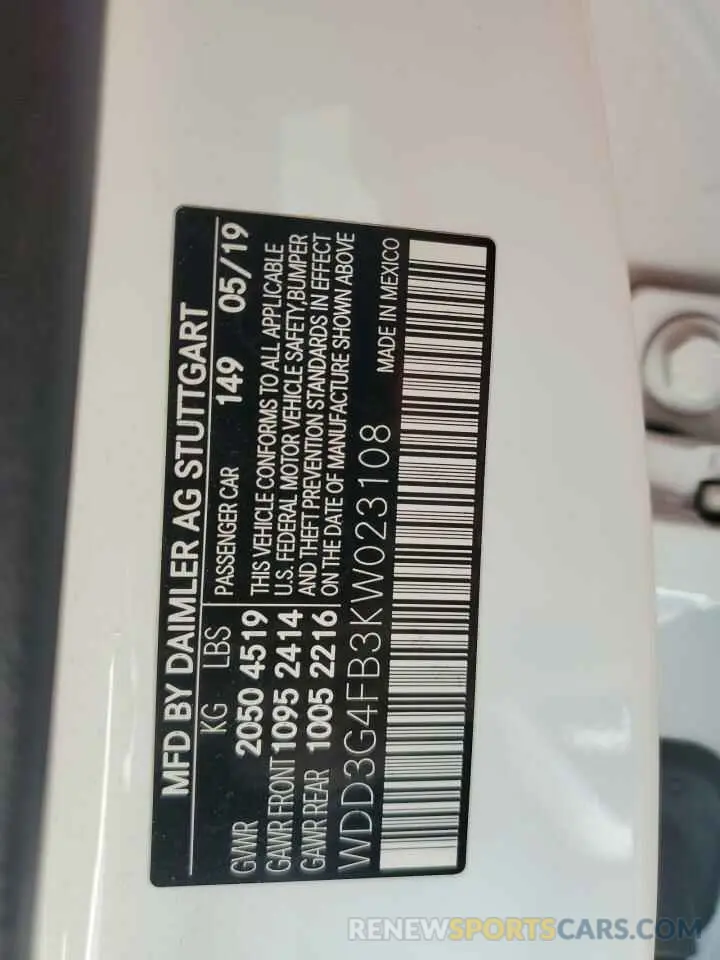 MFD BY DAIMLER AG STUTTGART
KG LBS PASSENGER CAR 149 05/19
GVWR 2050 4519
GAWR FRONT 1095 2414
GAWR REAR 1005 2216
THIS VEHICLE CONFORMS TO ALL APPLICABLE
U.S. FEDERAL MOTOR VEHICLE SAFETY, BUMPER
AND THEFT PREVENTION STANDARDS IN EFFECT
ON THE DATE OF MANUFACTURE SHOWN ABOVE
WDD3G4FB3KW023108 MADE IN MEXICO
RENEWSPORTSCARS.COM